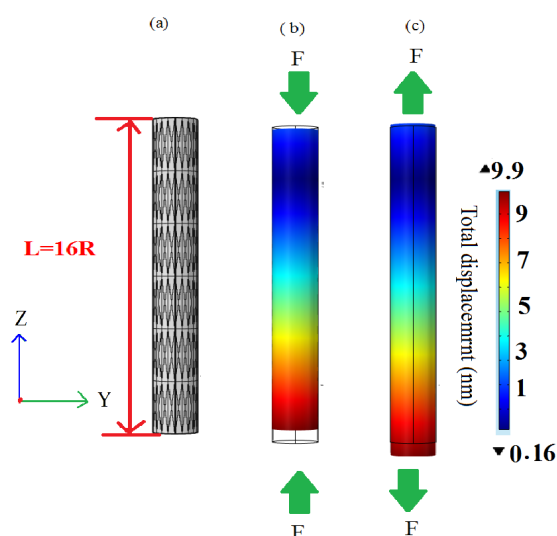 (a)
( b )
(c)
F
F
▲9.9
9
7
5
3
1
▼0.16
Total displacemrnt (nm)
L=16R
Z
Y
F
F